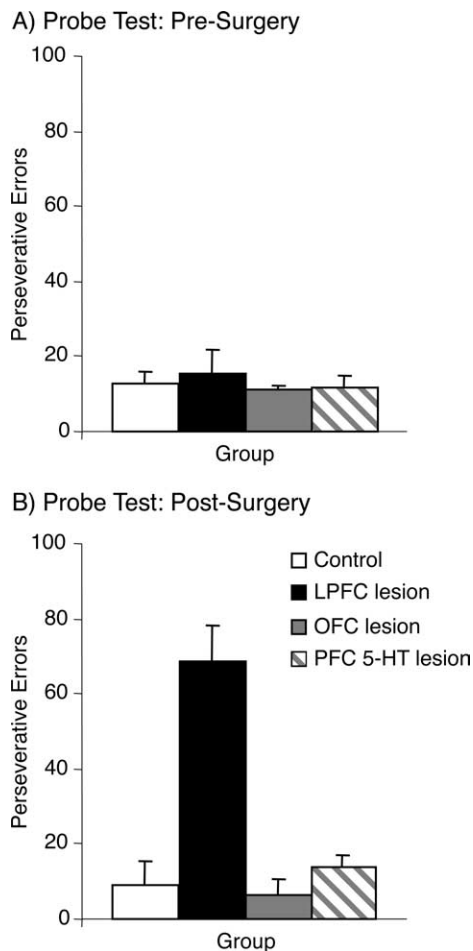 A) Probe Test: Pre-Surgery
100
80
60
40
20
0
Perseverative Errors
Group
B) Probe Test: Post-Surgery
100
80
60
40
20
0
Perseverative Errors
Control
LPFC lesion
OFC lesion
PFC 5-HT lesion
Group